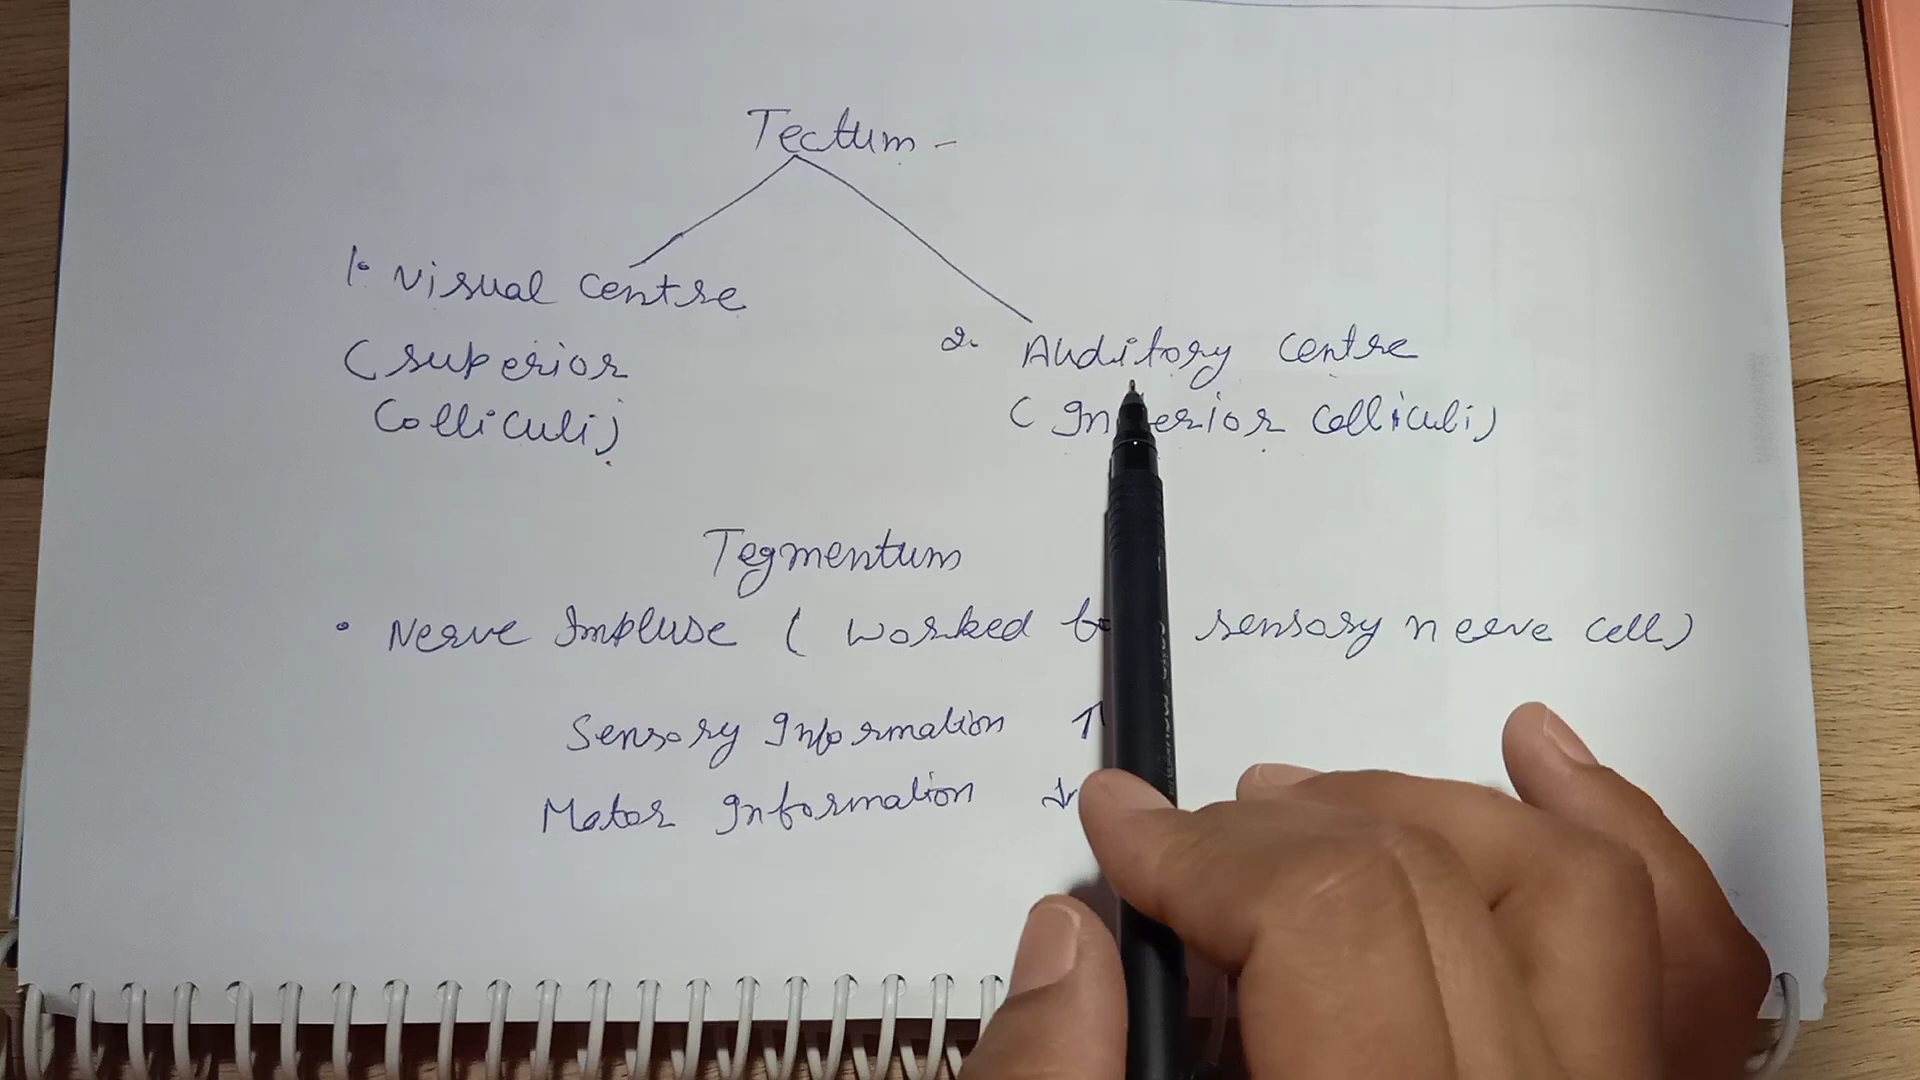 Tectum -
1. Visual Centre
(superior
Colliculi)
2. Auditory Centre
(Inferior Colliculi)
Tegmentum
• Nerve Impluse (worked sensory nerve cell)
Sensory Information ↑
Motor Information ↓